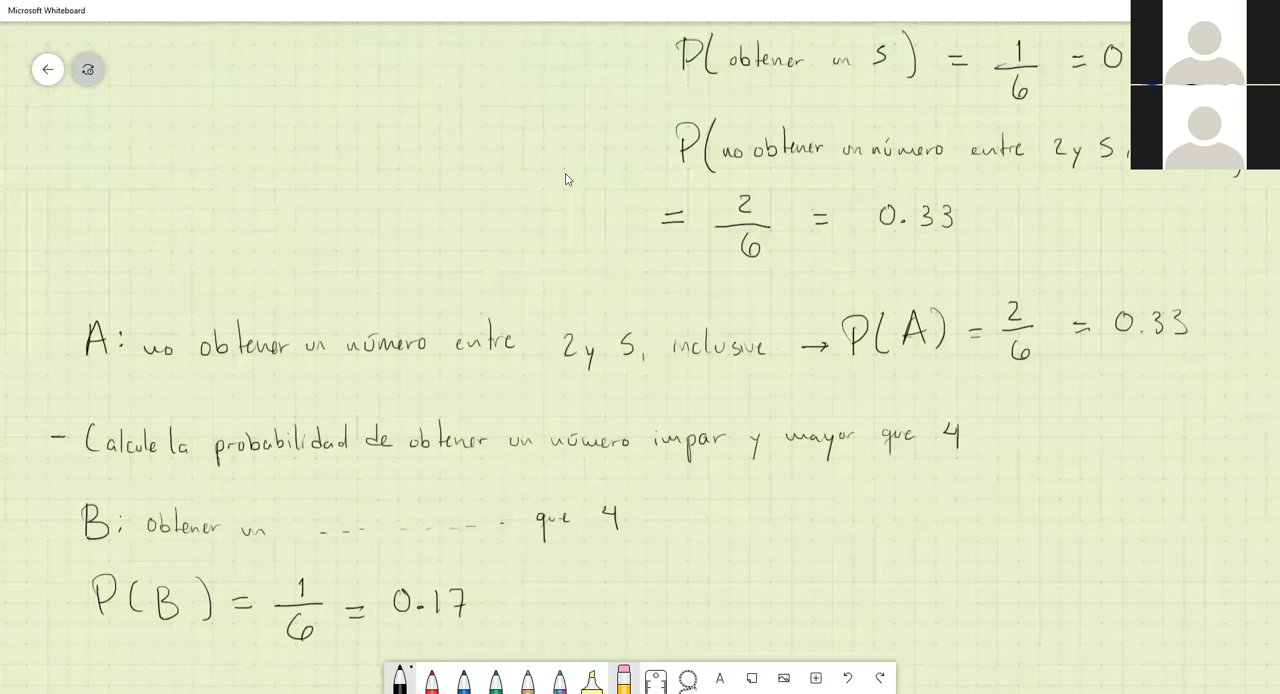 Microsoft Whiteboard
P(obtener un 5) = 1/6 = 0
P(no obtener un número entre 2 y 5,
= 2/6 = 0.33
A: no obtener un número entre 2 y 5, inclusive → P(A) = 2/6 = 0.33
- Calcule la probabilidad de obtener un número impar y mayor que 4
B: obtener un --- ------ que 4
P(B) = 1/6 = 0.17
A